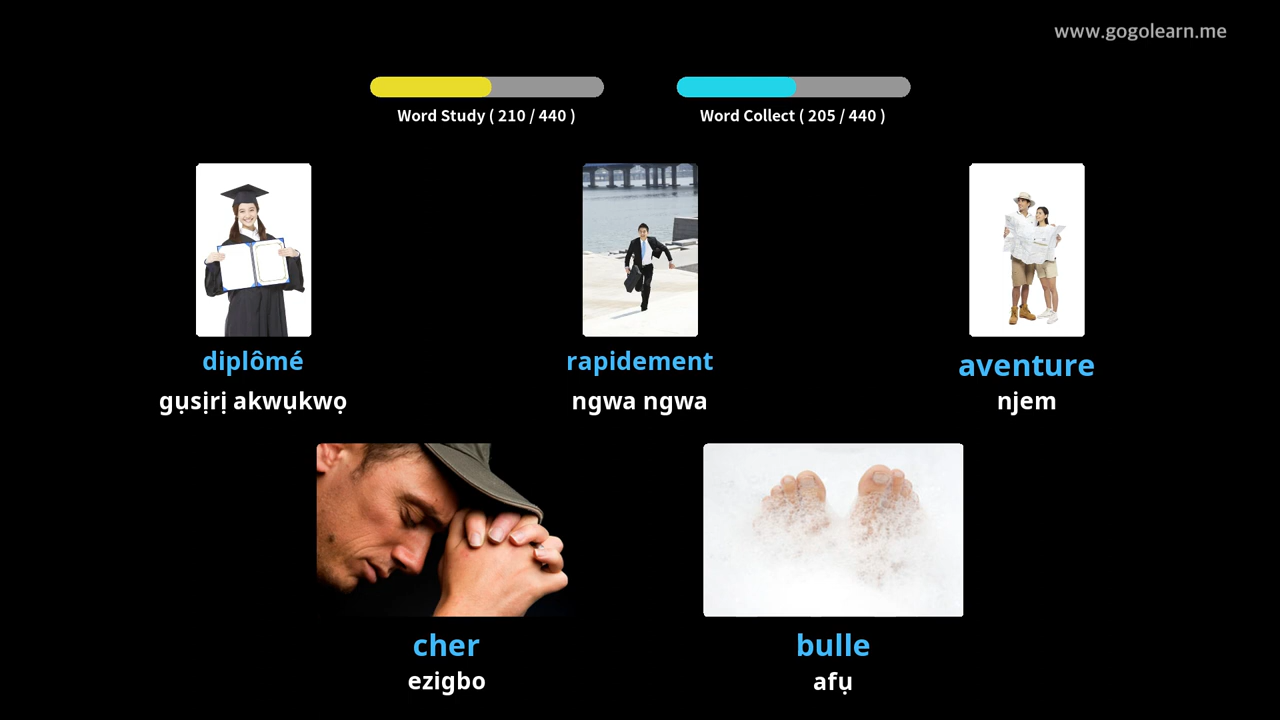 www.gogolearn.me
Word Study ( 210 / 440 )
Word Collect ( 205 / 440 )
diplômé
gụsịrị akwụkwọ
rapidement
ngwa ngwa
aventure
njem
cher
ezigbo
bulle
afụ